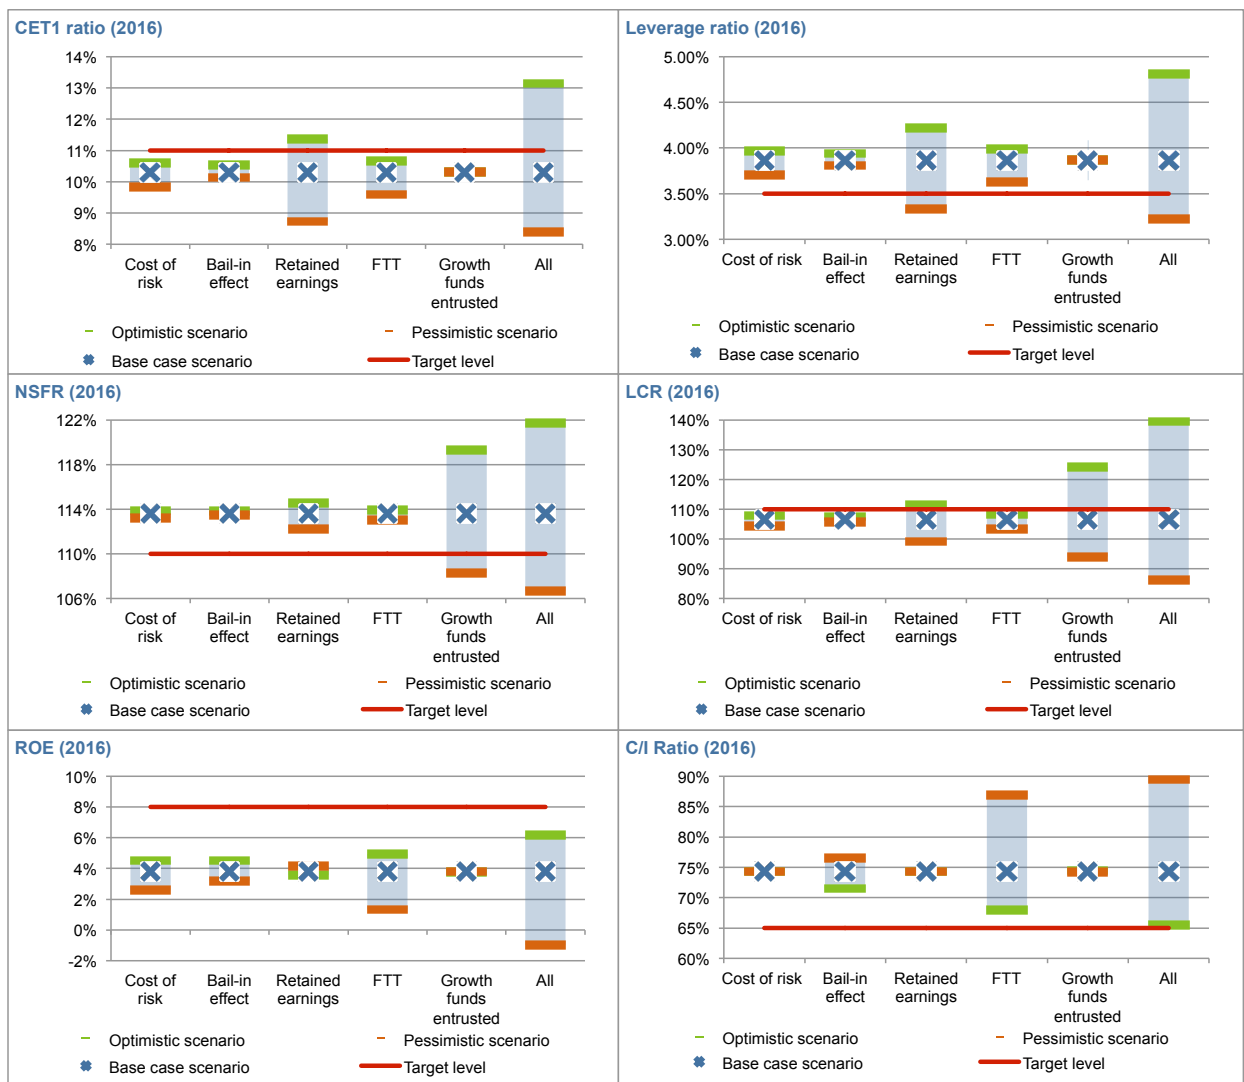 CET1 ratio (2016)
14%
13%
12%
11%
10%
9%
8%
Cost of risk
Bail-in effect
Retained earnings
FTT
Growth funds entrusted
All
Optimistic scenario
Pessimistic scenario
Base case scenario
Target level
Leverage ratio (2016)
5.00%
4.50%
4.00%
3.50%
3.00%
Cost of risk
Bail-in effect
Retained earnings
FTT
Growth funds entrusted
All
Optimistic scenario
Pessimistic scenario
Base case scenario
Target level
NSFR (2016)
122%
118%
114%
110%
106%
Cost of risk
Bail-in effect
Retained earnings
FTT
Growth funds entrusted
All
Optimistic scenario
Pessimistic scenario
Base case scenario
Target level
LCR (2016)
140%
130%
120%
110%
100%
90%
80%
Cost of risk
Bail-in effect
Retained earnings
FTT
Growth funds entrusted
All
Optimistic scenario
Pessimistic scenario
Base case scenario
Target level
ROE (2016)
10%
8%
6%
4%
2%
0%
-2%
Cost of risk
Bail-in effect
Retained earnings
FTT
Growth funds entrusted
All
Optimistic scenario
Pessimistic scenario
Base case scenario
Target level
C/I Ratio (2016)
90%
85%
80%
75%
70%
65%
60%
Cost of risk
Bail-in effect
Retained earnings
FTT
Growth funds entrusted
All
Optimistic scenario
Pessimistic scenario
Base case scenario
Target level